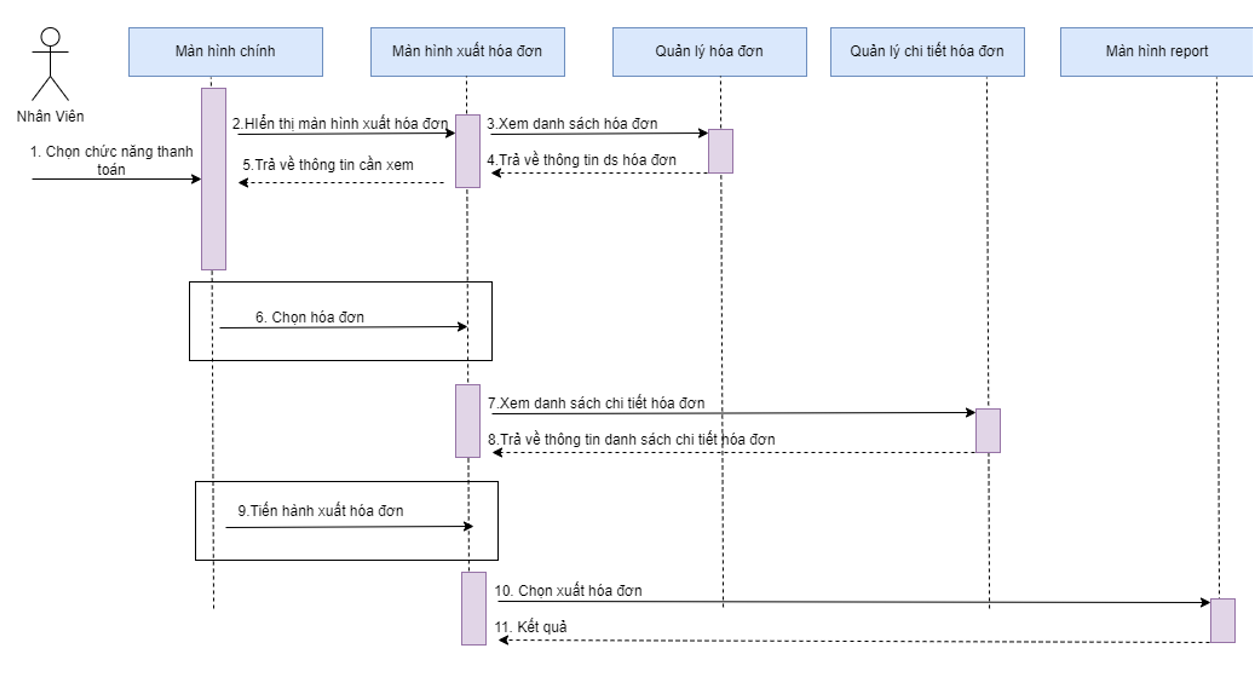 Màn hình chính
Màn hình xuất hóa đơn
Quản lý hóa đơn
Quản lý chi tiết hóa đơn
Màn hình report
Nhân Viên
1. Chọn chức năng thanh
toán
2.HIển thị màn hình xuất hóa đơn
3.Xem danh sách hóa đơn
4.Trả về thông tin ds hóa đơn
5.Trả về thông tin cần xem
6. Chọn hóa đơn
7.Xem danh sách chi tiết hóa đơn
8.Trả về thông tin danh sách chi tiết hóa đơn
9.Tiến hành xuất hóa đơn
10. Chọn xuất hóa đơn
11. Kết quả